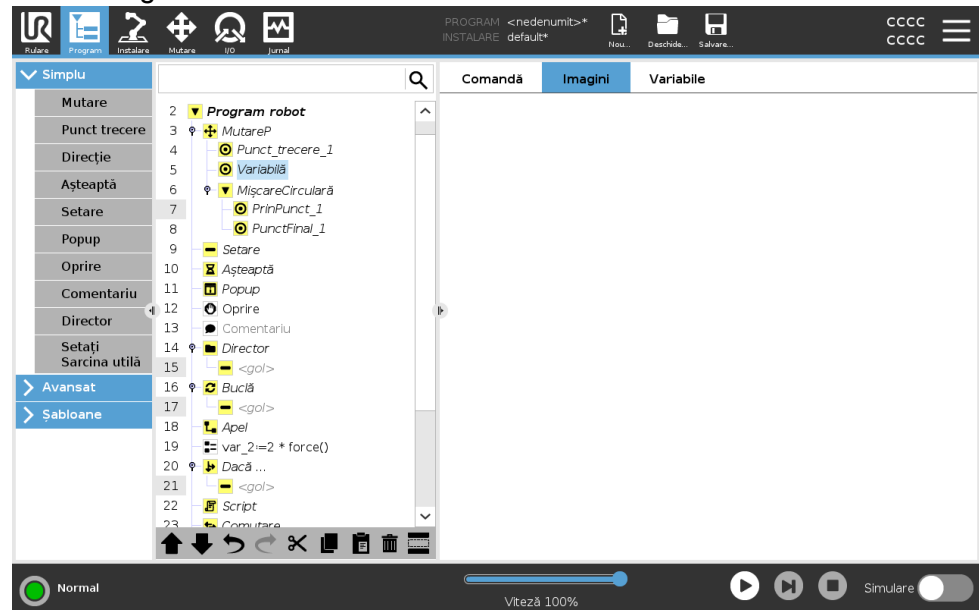 PROGRAM <nedenumit>*
INSTALARE default*
CCCC
CCCC
Rulare Program Instalare Mutare I/O Jurnal Nou... Deschide... Salvare...
Simplu
Mutare
Punct trecere
Direcție
Așteaptă
Setare
Popup
Oprire
Comentariu
Director
Setați
Sarcina utilă
Avansat
Șabloane
2 Program robot
3 MutareP
4 Punct_trecere_1
5 Variabilă
6 MișcareCirculară
7 PrinPunct_1
8 PunctFinal_1
9 Setare
10 Așteaptă
11 Popup
12 Oprire
13 Comentariu
14 Director
15 <gol>
16 Buclă
17 <gol>
18 Apel
19 var_2:=2 * force()
20 Dacă ...
21 <gol>
22 Script
23 Comutare
Comandă Imagini Variabile
Normal
Viteză 100%
Simulare